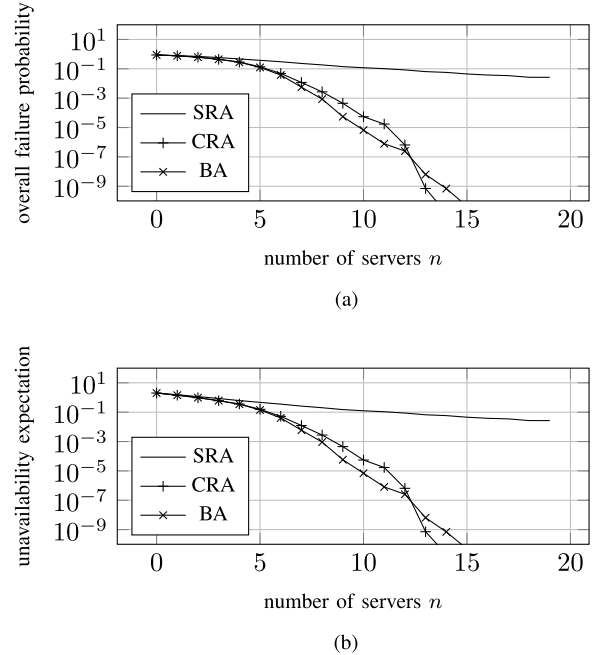 overall failure probability
10^1
10^−1
10^−3
10^−5
10^−7
10^−9
SRA
CRA
BA
0 5 10 15 20
number of servers n
(a)
unavailability expectation
10^1
10^−1
10^−3
10^−5
10^−7
10^−9
SRA
CRA
BA
0 5 10 15 20
number of servers n
(b)